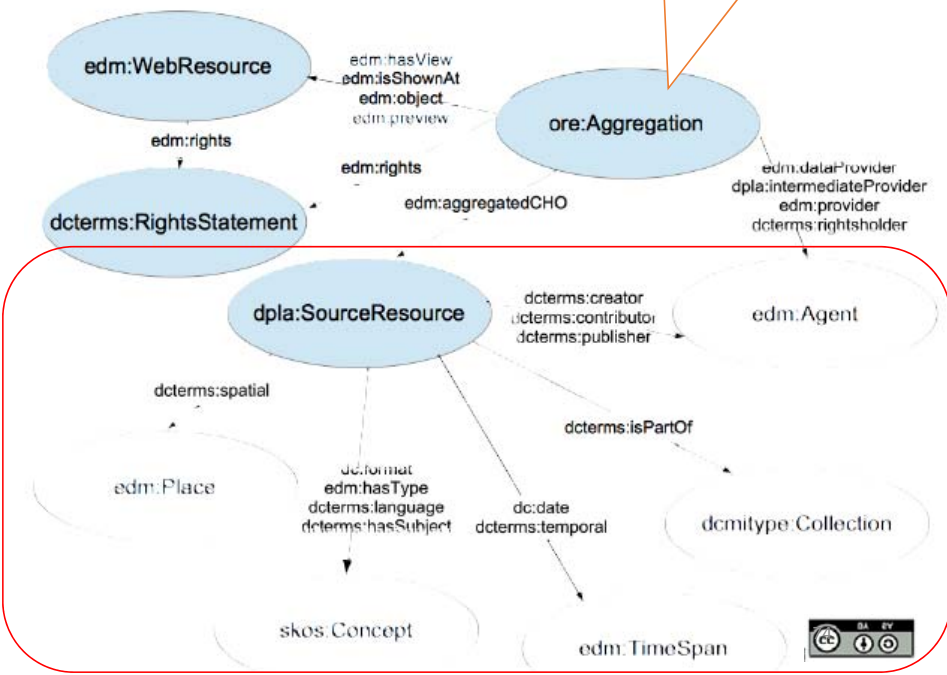 edm:WebResource
edm:hasView
edm:isShownAt
edm:object
edm:preview
ore:Aggregation
edm:rights
edm:rights
edm:dataProvider
dpla:intermediateProvider
edm:provider
dcterms:rightsholder
edm:aggregatedCHO
dcterms:RightsStatement
dpla:SourceResource
dcterms:creator
dcterms:contributor
dcterms:publisher
edm:Agent
dcterms:spatial
dcterms:isPartOf
edm:Place
dc:format
edm:hasType
dcterms:language
dcterms:hasSubject
dc:date
dcterms:temporal
dcmitype:Collection
skos:Concept
edm:TimeSpan
cc